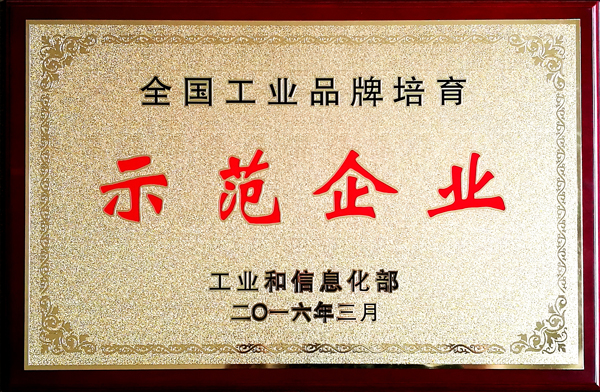 全国工业品牌培育
示范企业
工业和信息化部
二〇一六年三月